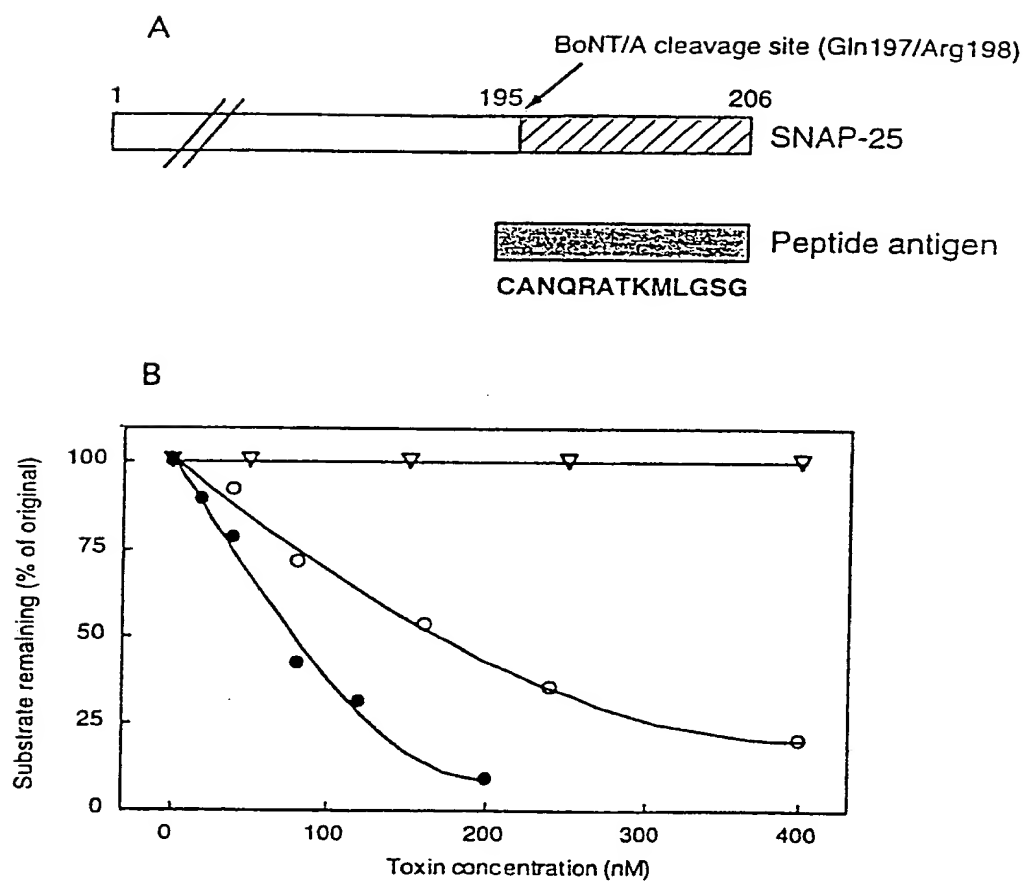 A
BoNT/A cleavage site (Gln197/Arg198)
1 195 206
SNAP-25
Peptide antigen
CANQRATKMLGSG
B
Substrate remaining (% of original)
100
75
50
25
0
0 100 200 300 400
Toxin concentration (nM)